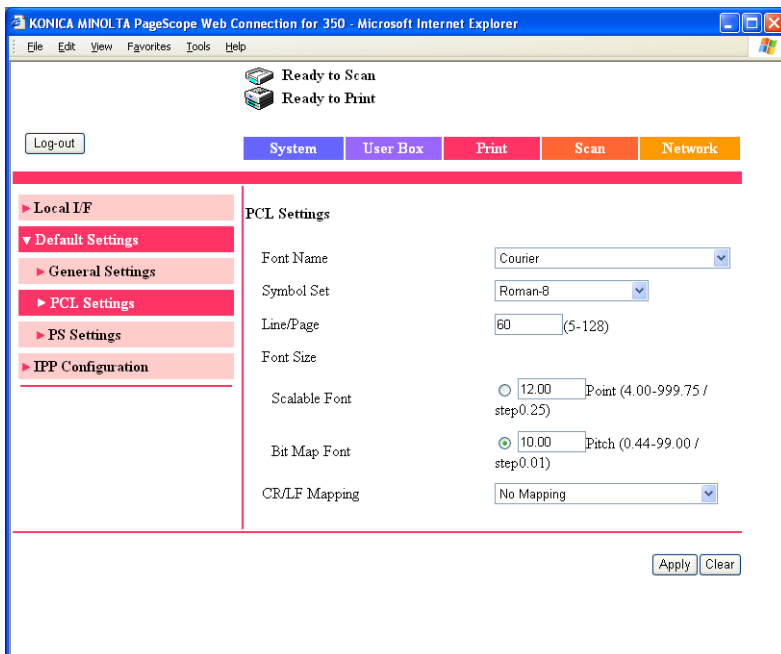 KONICA MINOLTA PageScope Web Connection for 350 - Microsoft Internet Explorer
File Edit View Favorites Tools Help
Ready to Scan
Ready to Print
Log-out
System User Box Print Scan Network
Local I/F
Default Settings
General Settings
PCL Settings
PS Settings
IPP Configuration
PCL Settings
Font Name Courier
Symbol Set Roman-8
Line/Page 60 (5-128)
Font Size
Scalable Font 12.00 Point (4.00-999.75 /
step0.25)
Bit Map Font 10.00 Pitch (0.44-99.00 /
step0.01)
CR/LF Mapping No Mapping
Apply Clear